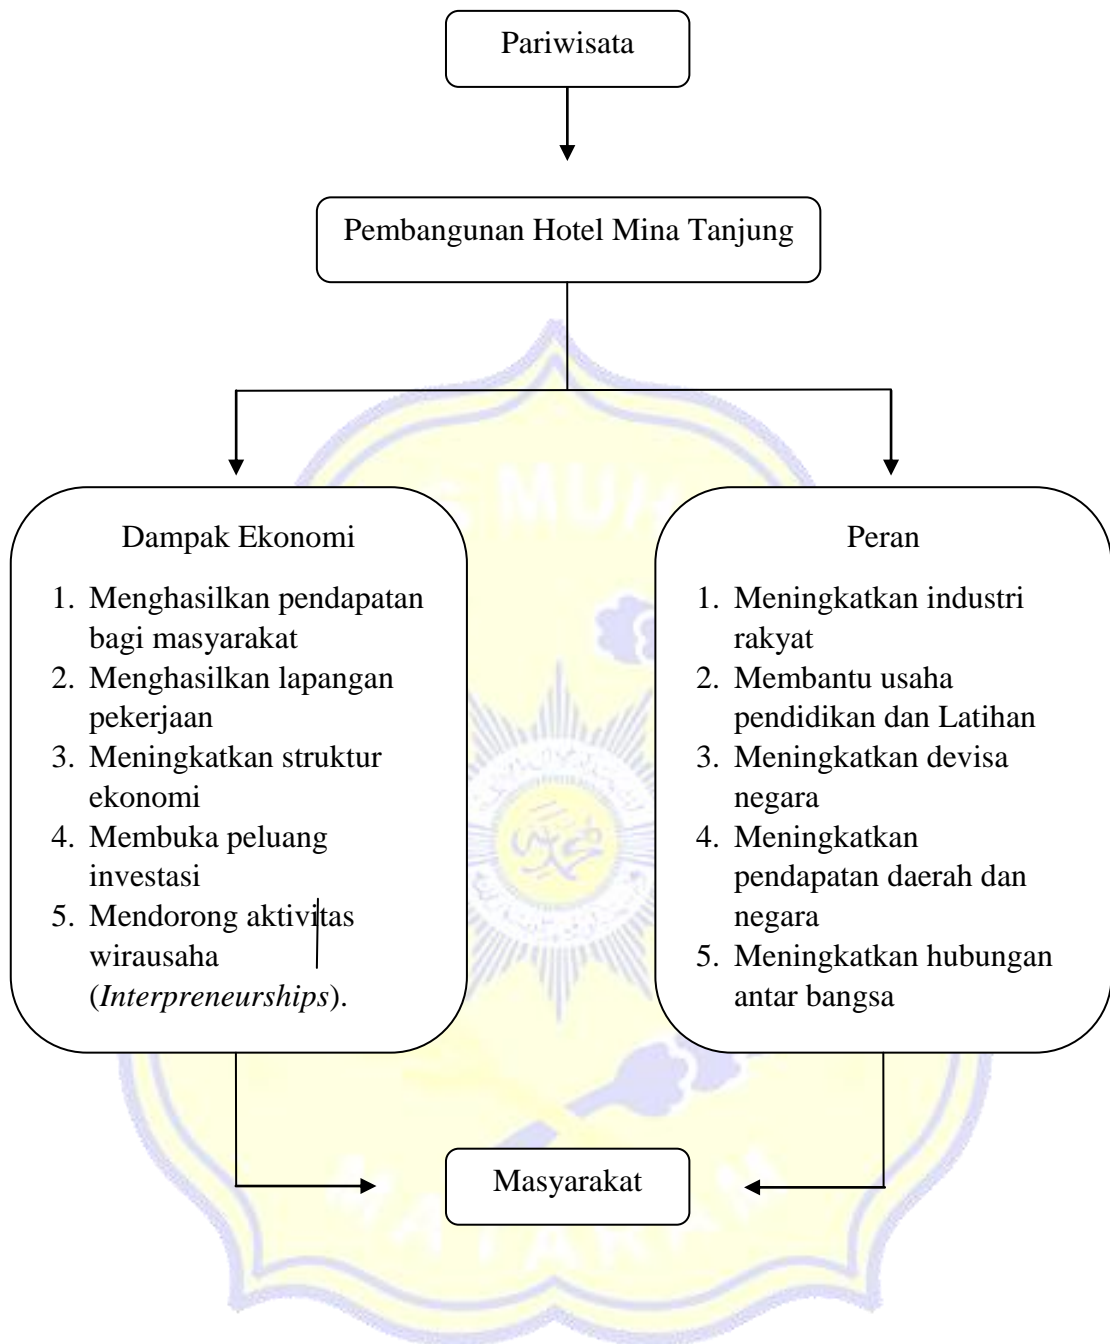 Pariwisata
Pembangunan Hotel Mina Tanjung
Dampak Ekonomi
1. Menghasilkan pendapatan
bagi masyarakat
2. Menghasilkan lapangan
pekerjaan
3. Meningkatkan struktur
ekonomi
4. Membuka peluang
investasi
5. Mendorong aktivitas
wirausaha
(Interpreneurships).
Peran
1. Meningkatkan industri
rakyat
2. Membantu usaha
pendidikan dan Latihan
3. Meningkatkan devisa
negara
4. Meningkatkan
pendapatan daerah dan
negara
5. Meningkatkan hubungan
antar bangsa
Masyarakat
MATARAM